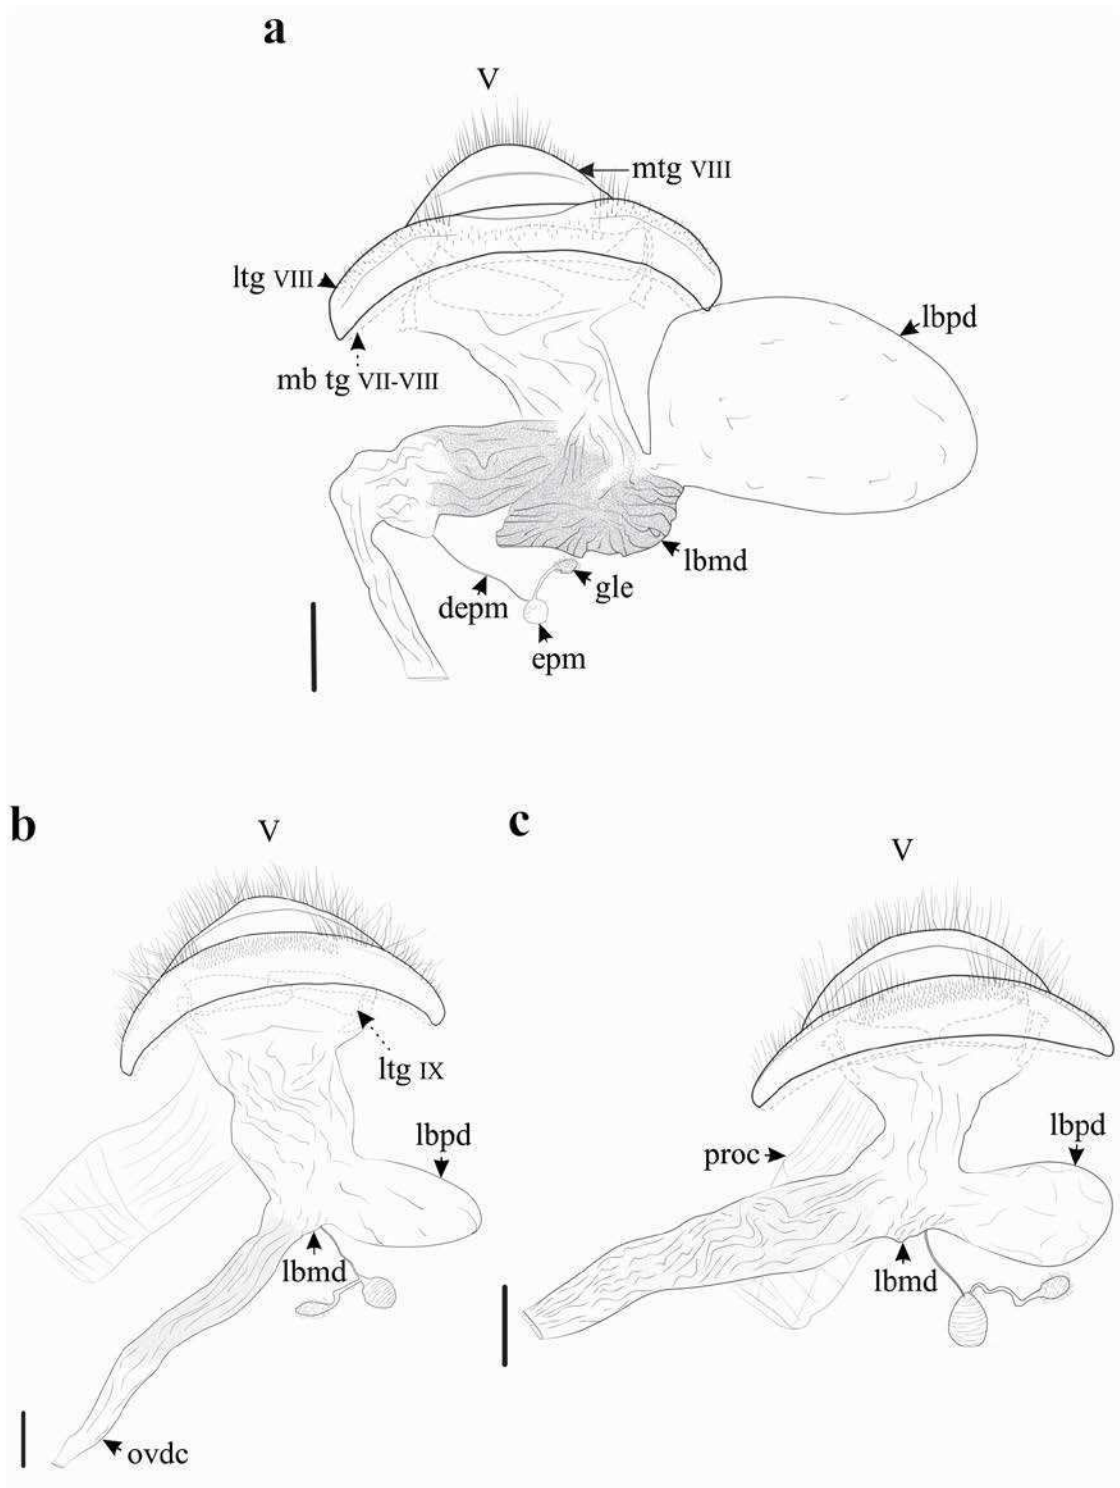 a
V
mtg VIII
ltg VIII
lbpd
mb tg VII-VIII
lbmd
gle
depm
epm
b
V
ltg IX
lbpd
lbmd
ovdc
c
V
lbpd
proc
lbmd